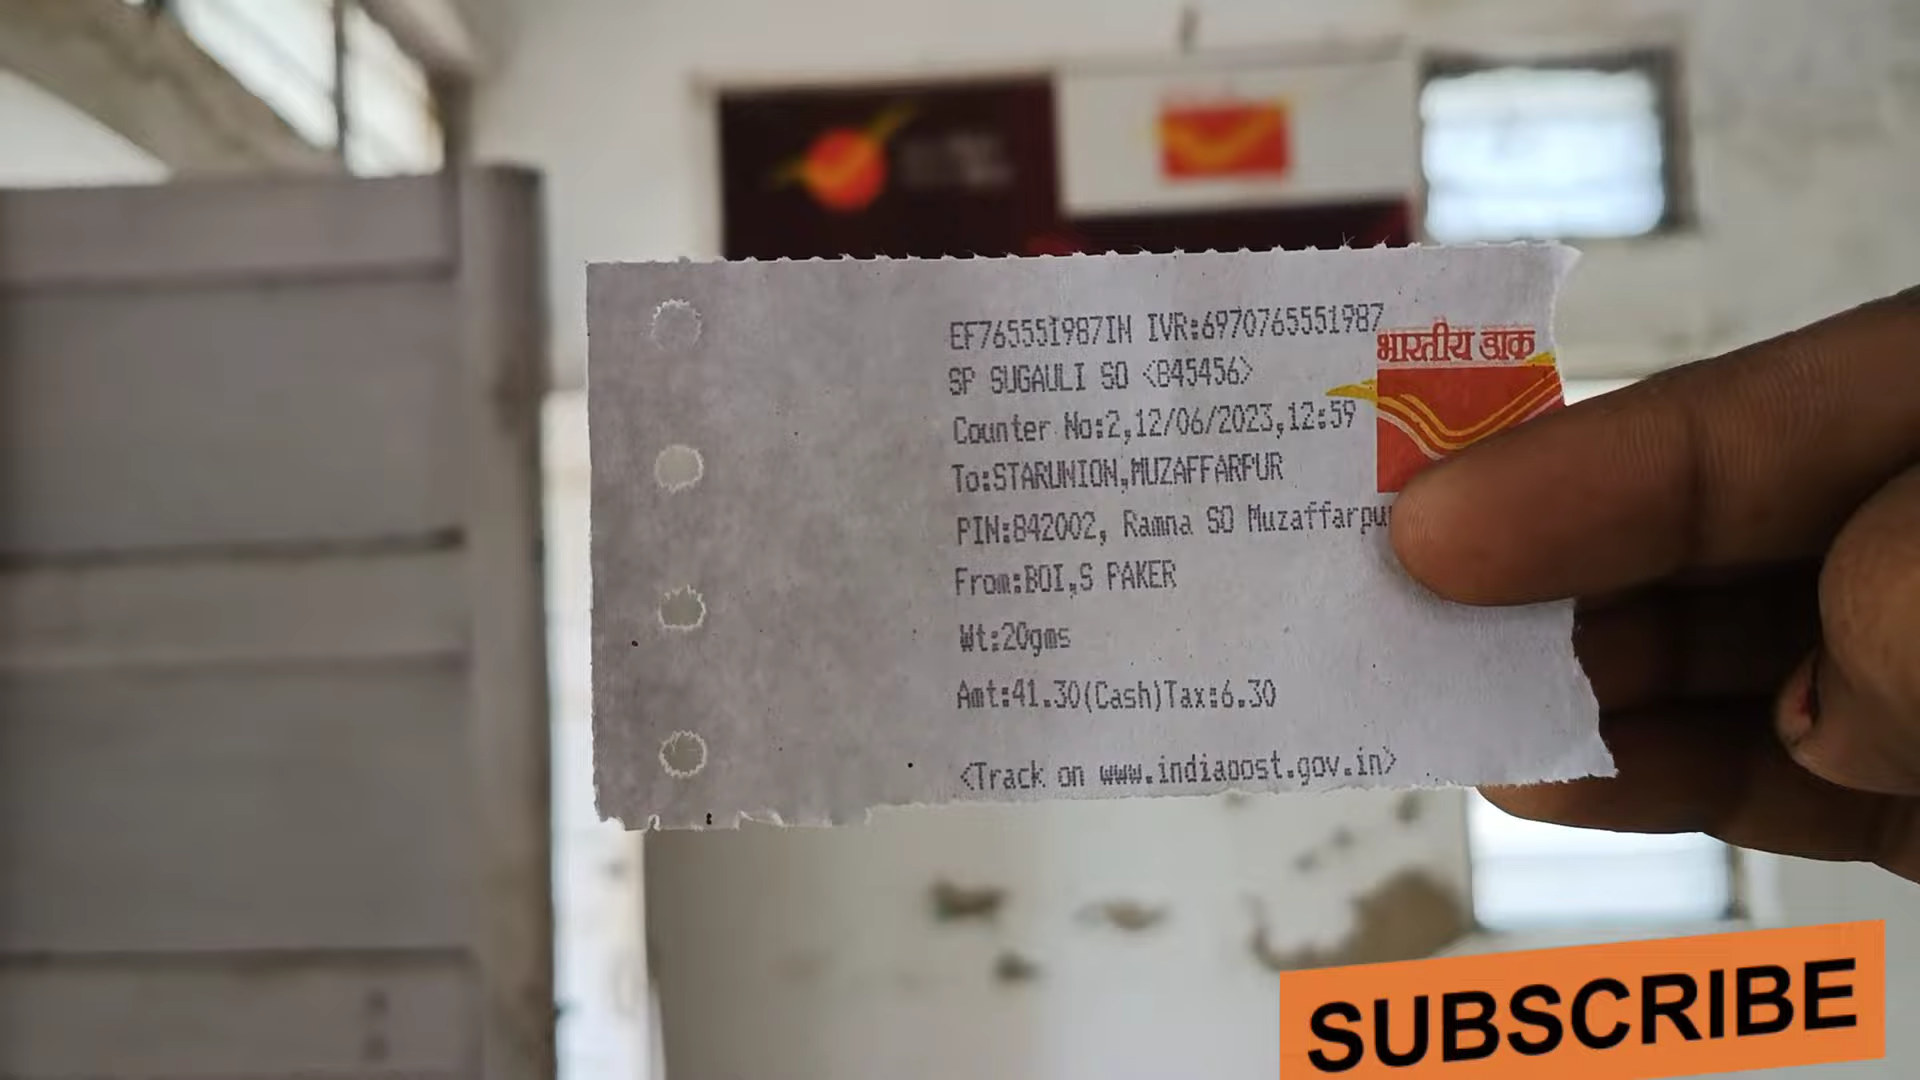 EF765551987IN IVR:6970765551987
भारतीय डाक
SP SUGAULI SO <845456>
Counter No:2,12/06/2023,12:59
To:STARUNION,MUZAFFARPUR
PIN:842002, Ramna SO Muzaffarpu
From:BOI,S PAKER
Wt:20gms
Amt:41.30(Cash)Tax:6.30
<Track on www.indiapost.gov.in>
SUBSCRIBE